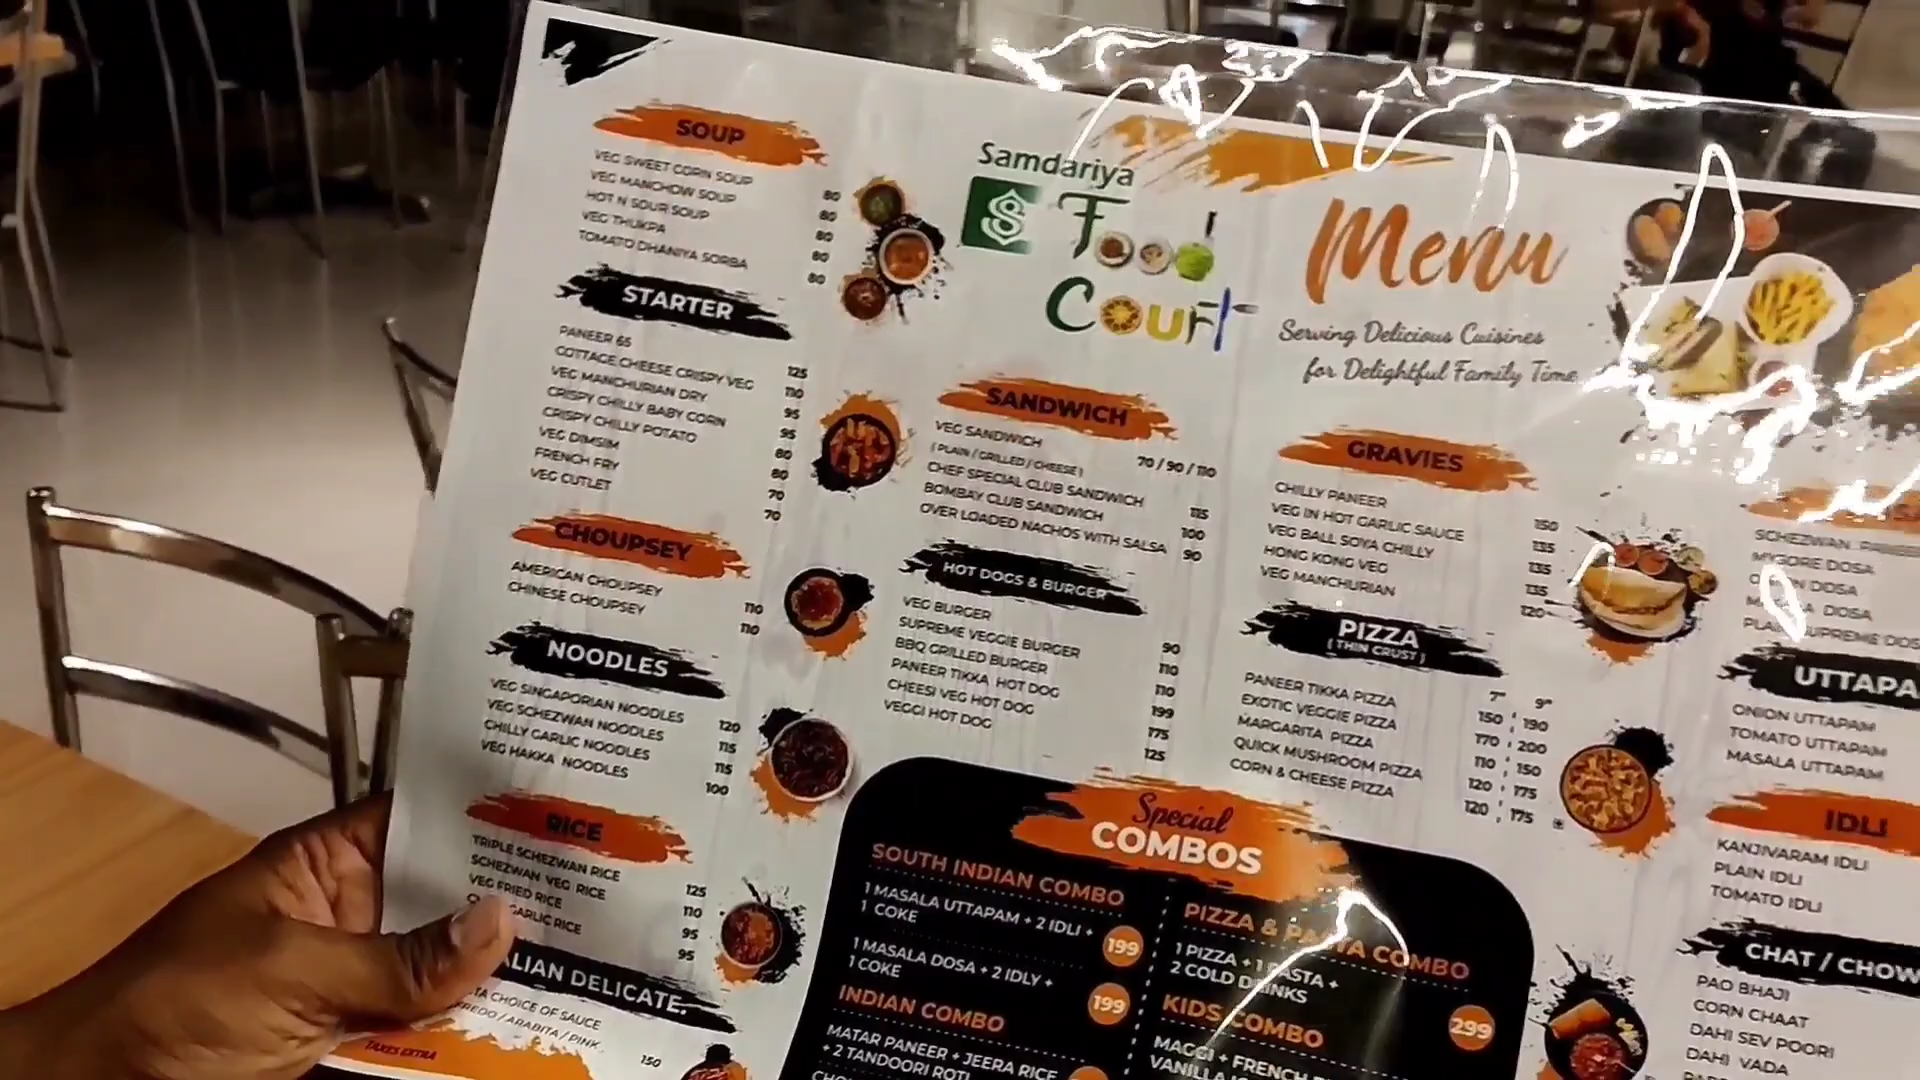 SOUP
VEG SWEET CORN SOUP 80
VEG MANCHOW SOUP 80
HOT N SOUR SOUP 80
VEG THUKPA 80
TOMATO DHANIYA SORBA 80
STARTER
PANEER 65 125
COTTAGE CHEESE CRISPY VEG 110
VEG MANCHURIAN DRY 95
CRISPY CHILLY BABY CORN 95
CRISPY CHILLY POTATO 80
VEG DIMSIM 80
FRENCH FRY 70
VEG CUTLET 70
CHOUPSEY
AMERICAN CHOUPSEY 110
CHINESE CHOUPSEY 110
NOODLES
VEG SINGAPORIAN NOODLES 120
VEG SCHEZWAN NOODLES 115
CHILLY GARLIC NOODLES 115
VEG HAKKA NOODLES 100
RICE
TRIPLE SCHEZWAN RICE 125
SCHEZWAN VEG RICE 110
VEG FRIED RICE 95
GARLIC RICE 95
DELICATE.
CHOICE OF SAUCE
/ ARABITA / PINK 150
TAXES EXTRA
Samdariya
Food
Court
Menu
Serving Delicious Cuisines
for Delightful Family Time
SANDWICH
VEG SANDWICH 70 / 90 / 110
( PLAIN / GRILLED / CHEESE )
CHEF SPECIAL CLUB SANDWICH 115
BOMBAY CLUB SANDWICH 100
OVER LOADED NACHOS WITH SALSA 90
HOT DOGS & BURGER
VEG BURGER 90
SUPREME VEGGIE BURGER 110
BBQ GRILLED BURGER 110
PANEER TIKKA HOT DOG 199
CHEESI VEG HOT DOG 175
VEGGI HOT DOG 125
GRAVIES
CHILLY PANEER 150
VEG IN HOT GARLIC SAUCE 135
VEG BALL SOYA CHILLY 135
HONG KONG VEG 135
VEG MANCHURIAN 120
PIZZA
( THIN CRUST )
7" 9"
PANEER TIKKA PIZZA 150 190
EXOTIC VEGGIE PIZZA 170 200
MARGARITA PIZZA 110 150
QUICK MUSHROOM PIZZA 120 175
CORN & CHEESE PIZZA 120 175
Special
COMBOS
SOUTH INDIAN COMBO
1 MASALA UTTAPAM + 2 IDLI +
1 COKE 199
1 MASALA DOSA + 2 IDLY +
1 COKE 199
INDIAN COMBO
MATAR PANEER + JEERA RICE
+ 2 TANDOORI ROTI
PIZZA & PASTA COMBO
1 PIZZA + 1 PASTA +
2 COLD DRINKS 299
KIDS COMBO
MAGGI + FRENCH
VANILLA
SCHEZWAN
MYSORE DOSA
DOSA
DOSA
SUPREME
UTTAPA
ONION UTTAPAM
TOMATO UTTAPAM
MASALA UTTAPAM
IDLI
KANJIVARAM IDLI
PLAIN IDLI
TOMATO IDLI
CHAT / CHOW
PAO BHAJI
CORN CHAAT
DAHI SEV POORI
DAHI VADA